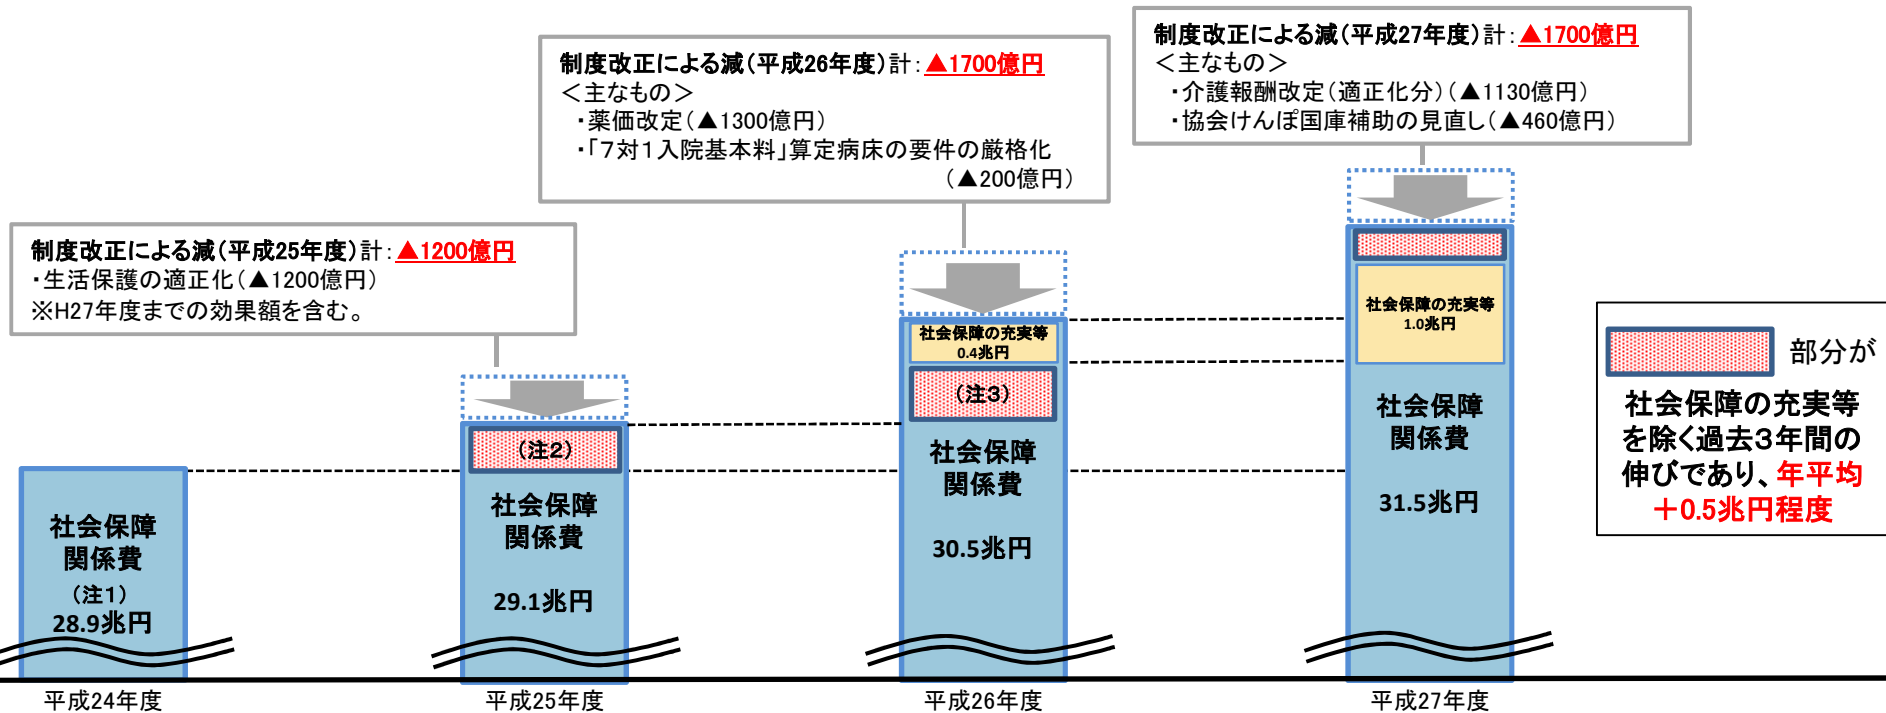 制度改正による減（平成27年度）計：▲1700億円
＜主なもの＞
・介護報酬改定（適正化分）（▲1130億円）
・協会けんぽ国庫補助の見直し（▲460億円）
制度改正による減（平成26年度）計：▲1700億円
＜主なもの＞
・薬価改定（▲1300億円）
・「７対１入院基本料」算定病床の要件の厳格化
（▲200億円）
制度改正による減（平成25年度）計：▲1200億円
・生活保護の適正化（▲1200億円）
※H27年度までの効果額を含む。
社会保障
関係費
（注１）
28.9兆円
平成24年度
（注２）
社会保障
関係費
29.1兆円
平成25年度
社会保障の充実等
0.4兆円
（注３）
社会保障
関係費
30.5兆円
平成26年度
社会保障の充実等
1.0兆円
社会保障
関係費
31.5兆円
平成27年度
部分が
社会保障の充実等
を除く過去３年間の
伸びであり、年平均
＋0.5兆円程度